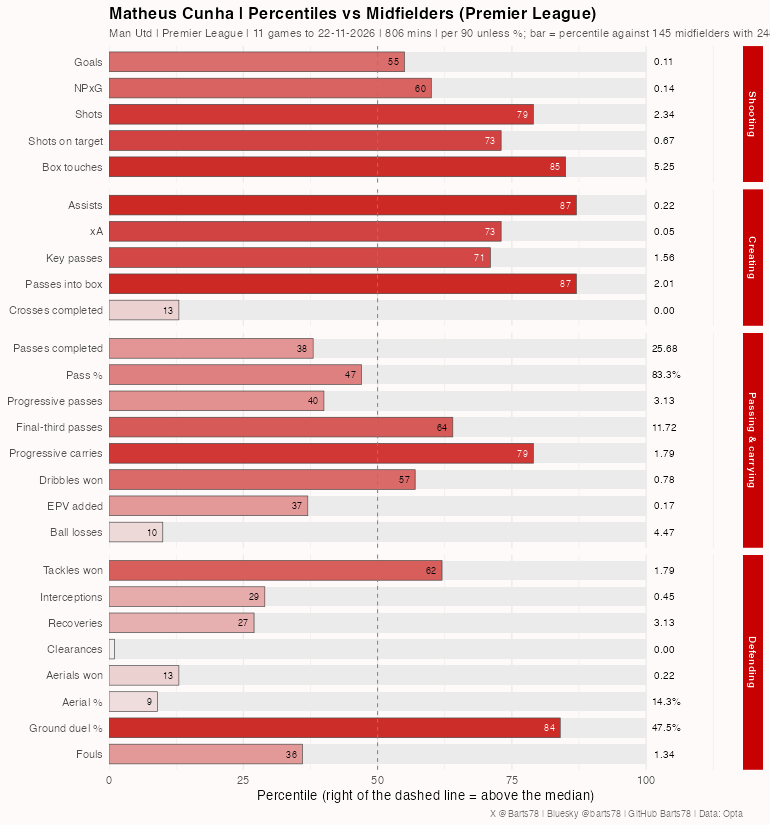 Matheus Cunha | Percentiles vs Midfielders (Premier League)
Man Utd | Premier League | 11 games to 22-11-2026 | 806 mins | per 90 unless %; bar = percentile against 145 midfielders with 24
Goals 55 0.11
NPxG 60 0.14
Shots 79 2.34
Shots on target 73 0.67
Box touches 85 5.25
Shooting
Assists 87 0.22
xA 73 0.05
Key passes 71 1.56
Passes into box 87 2.01
Crosses completed 13 0.00
Creating
Passes completed 38 25.68
Pass % 47 83.3%
Progressive passes 40 3.13
Final-third passes 64 11.72
Progressive carries 79 1.79
Dribbles won 57 0.78
EPV added 37 0.17
Ball losses 10 4.47
Passing & carrying
Tackles won 62 1.79
Interceptions 29 0.45
Recoveries 27 3.13
Clearances 0.00
Aerials won 13 0.22
Aerial % 9 14.3%
Ground duel % 84 47.5%
Fouls 36 1.34
Defending
0 25 50 75 100
Percentile (right of the dashed line = above the median)
X @Barts78 | Bluesky @barts78 | GitHub Barts78 | Data: Opta